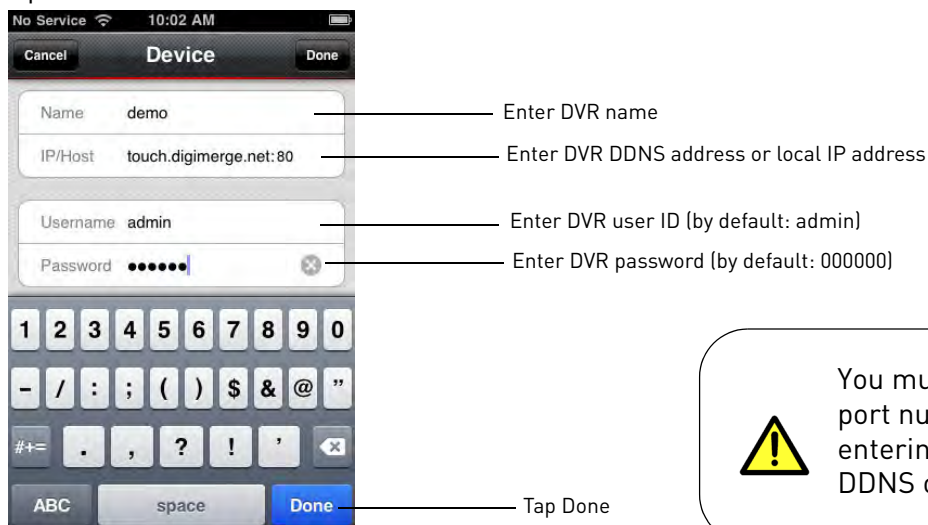 No Service 10:02 AM
Cancel Device Done
Name demo
Enter DVR name
IP/Host touch.digimerge.net:80
Enter DVR DDNS address or local IP address
Username admin
Enter DVR user ID (by default: admin)
Password ●●●●●●
Enter DVR password (by default: 000000)
1 2 3 4 5 6 7 8 9 0
- / : ; ( ) $ & @ "
#+= . , ? ! '
ABC space Done
Tap Done
You
port
DDNS